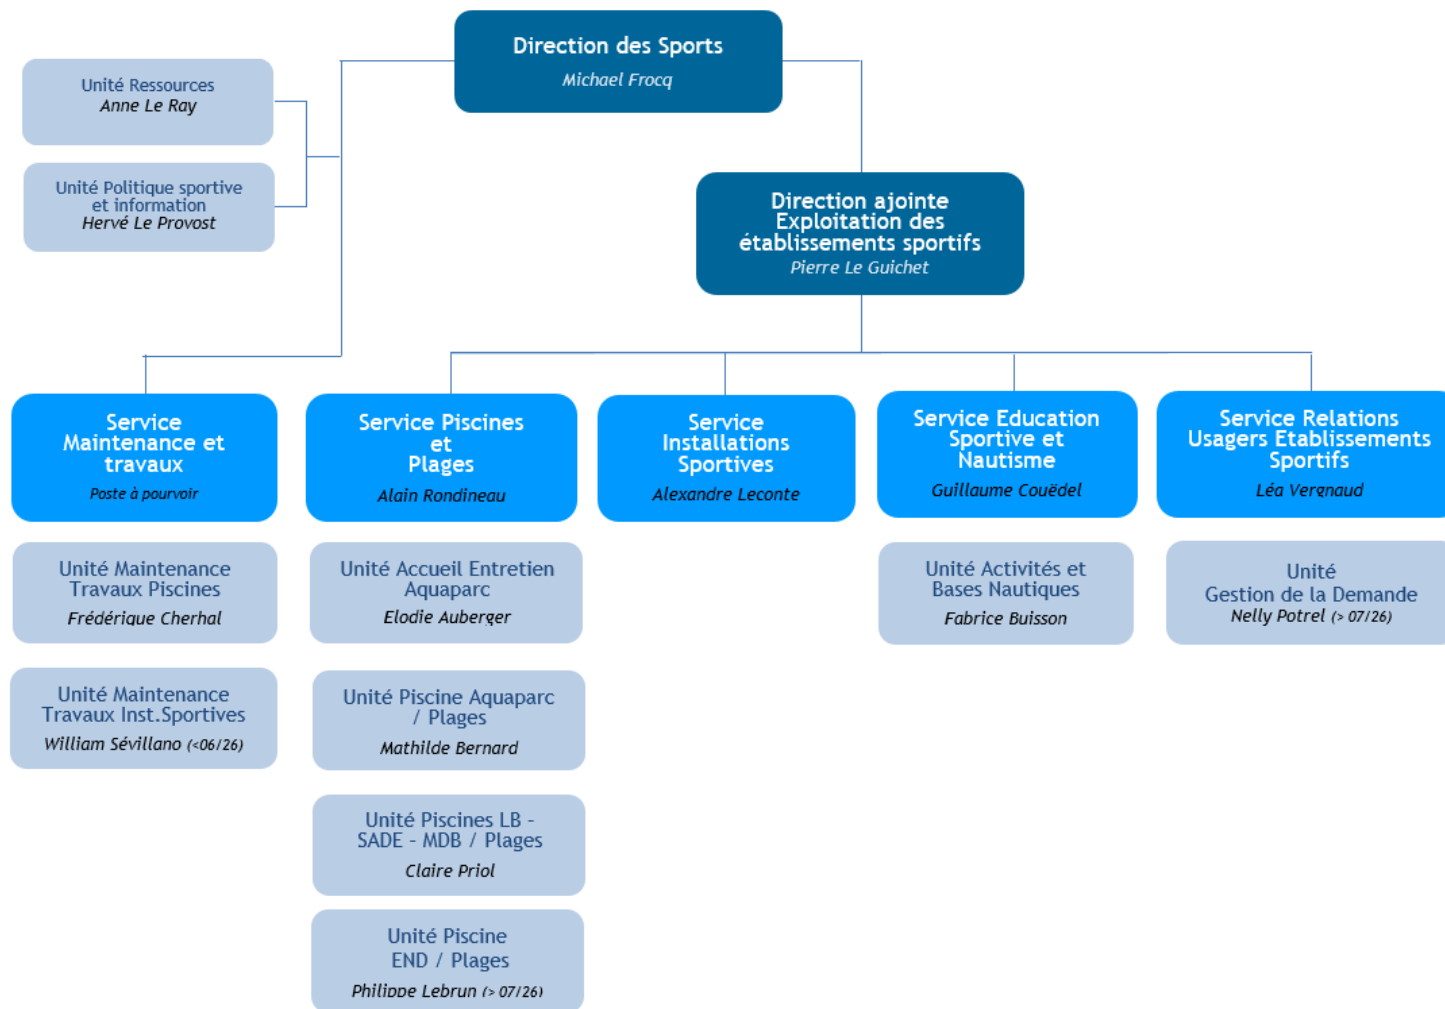 Direction des Sports
Michael Frocq
Unité Ressources
Anne Le Ray
Unité Politique sportive
et information
Hervé Le Provost
Direction ajointe
Exploitation des
établissements sportifs
Pierre Le Guichet
Service
Maintenance et
travaux
Poste à pourvoir
Service Piscines
et
Plages
Alain Rondineau
Service
Installations
Sportives
Alexandre Leconte
Service Education
Sportive et
Nautisme
Guillaume Couëdel
Service Relations
Usagers Etablissements
Sportifs
Léa Vergnaud
Unité Maintenance
Travaux Piscines
Frédérique Cherhal
Unité Accueil Entretien
Aquaparc
Elodie Auberger
Unité Activités et
Bases Nautiques
Fabrice Buisson
Unité
Gestion de la Demande
Nelly Potrel (> 07/26)
Unité Maintenance
Travaux Inst.Sportives
William Sévillano (<06/26)
Unité Piscine Aquaparc
/ Plages
Mathilde Bernard
Unité Piscines LB –
SADE – MDB / Plages
Claire Priol
Unité Piscine
END / Plages
Philippe Lebrun (> 07/26)